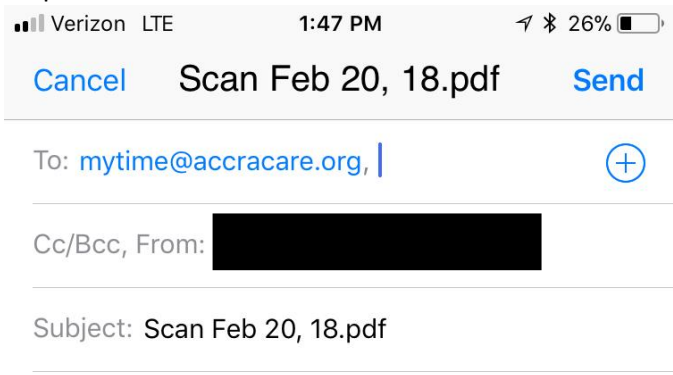 Verizon LTE 1:47 PM 26%
Cancel Scan Feb 20, 18.pdf Send
To: mytime@accracare.org,
Cc/Bcc, From:
Subject: Scan Feb 20, 18.pdf